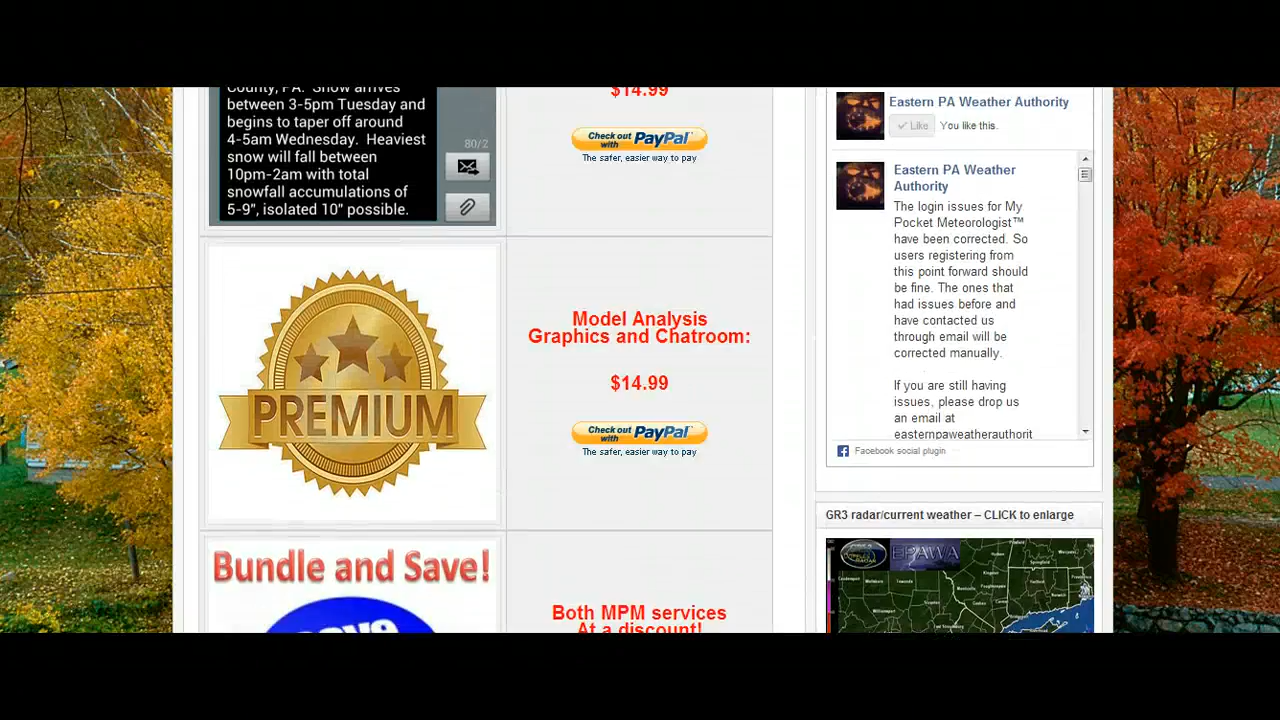 County, PA. Snow arrives
between 3-5pm Tuesday and
begins to taper off around
4-5am Wednesday. Heaviest
snow will fall between
10pm-2am with total
snowfall accumulations of
5-9", isolated 10" possible.
80/2
$14.99
Check out
with PayPal
The safer, easier way to pay
PREMIUM
Model Analysis
Graphics and Chatroom:
$14.99
Check out
with PayPal
The safer, easier way to pay
Bundle and Save!
save
Both MPM services
At a discount!
Eastern PA Weather Authority
Like You like this.
Eastern PA Weather
Authority
The login issues for My
Pocket Meteorologist™
have been corrected. So
users registering from
this point forward should
be fine. The ones that
had issues before and
have contacted us
through email will be
corrected manually.
If you are still having
issues, please drop us
an email at
easternpaweatherauthorit
Facebook social plugin
GR3 radar/current weather – CLICK to enlarge
EPAWA